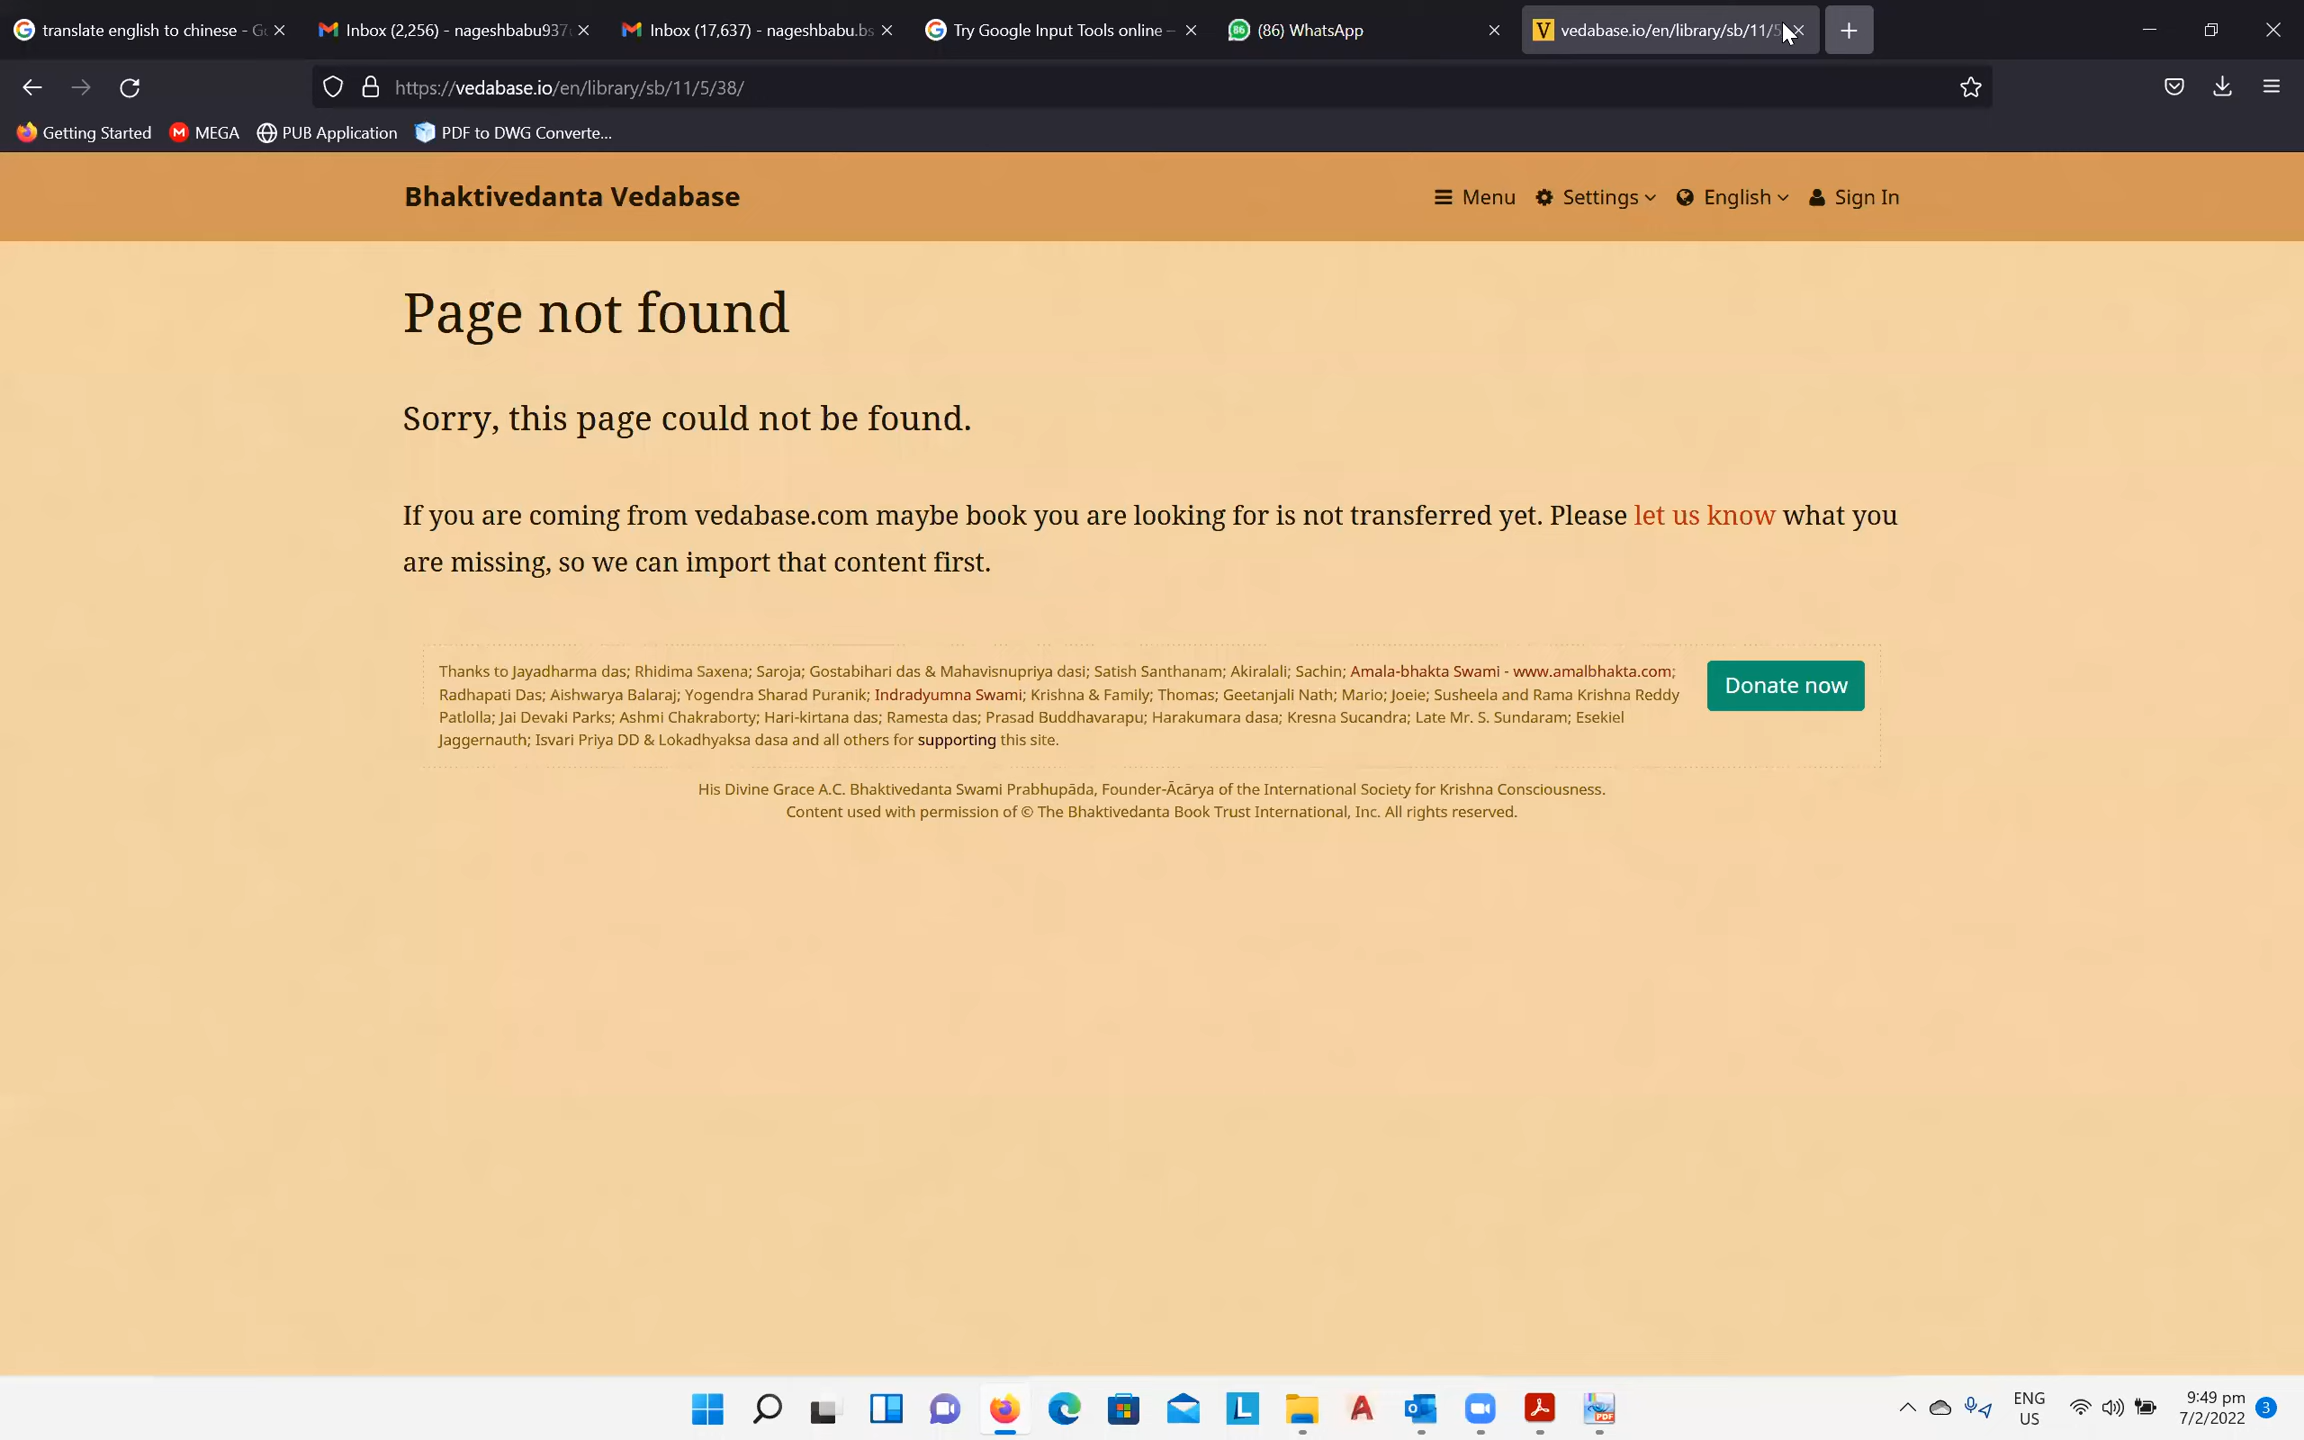 translate english to chinese - Go
Inbox (2,256) - nageshbabu937
Inbox (17,637) - nageshbabu.bs
Try Google Input Tools online –
(86) WhatsApp
vedabase.io/en/library/sb/11/5
https://vedabase.io/en/library/sb/11/5/38/
Getting Started
MEGA
PUB Application
PDF to DWG Converte...
Bhaktivedanta Vedabase
Menu
Settings
English
Sign In
Page not found
Sorry, this page could not be found.
If you are coming from vedabase.com maybe book you are looking for is not transferred yet. Please let us know what you
are missing, so we can import that content first.
Thanks to Jayadharma das; Rhidima Saxena; Saroja; Gostabihari das & Mahavisnupriya dasi; Satish Santhanam; Akiralali; Sachin; Amala-bhakta Swami - www.amalbhakta.com;
Radhapati Das; Aishwarya Balaraj; Yogendra Sharad Puranik; Indradyumna Swami; Krishna & Family; Thomas; Geetanjali Nath; Mario; Joeie; Susheela and Rama Krishna Reddy
Patlolla; Jai Devaki Parks; Ashmi Chakraborty; Hari-kirtana das; Ramesta das; Prasad Buddhavarapu; Harakumara dasa; Kresna Sucandra; Late Mr. S. Sundaram; Esekiel
Jaggernauth; Isvari Priya DD & Lokadhyaksa dasa and all others for supporting this site.
Donate now
His Divine Grace A.C. Bhaktivedanta Swami Prabhupāda, Founder-Ācārya of the International Society for Krishna Consciousness.
Content used with permission of © The Bhaktivedanta Book Trust International, Inc. All rights reserved.
ENG
US
9:49 pm
7/2/2022
3